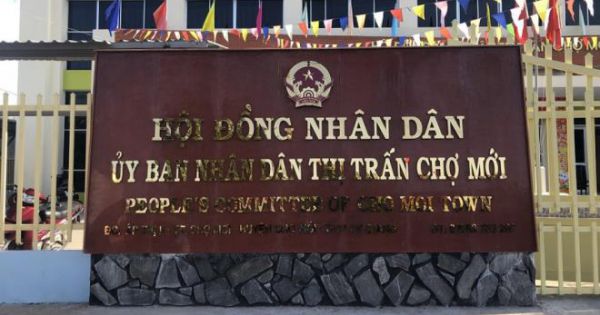 HỘI ĐỒNG NHÂN DÂN
ỦY BAN NHÂN DÂN THỊ TRẤN CHỢ MỚI
PEOPLE'S COMMITTEE OF CHO MOI TOWN